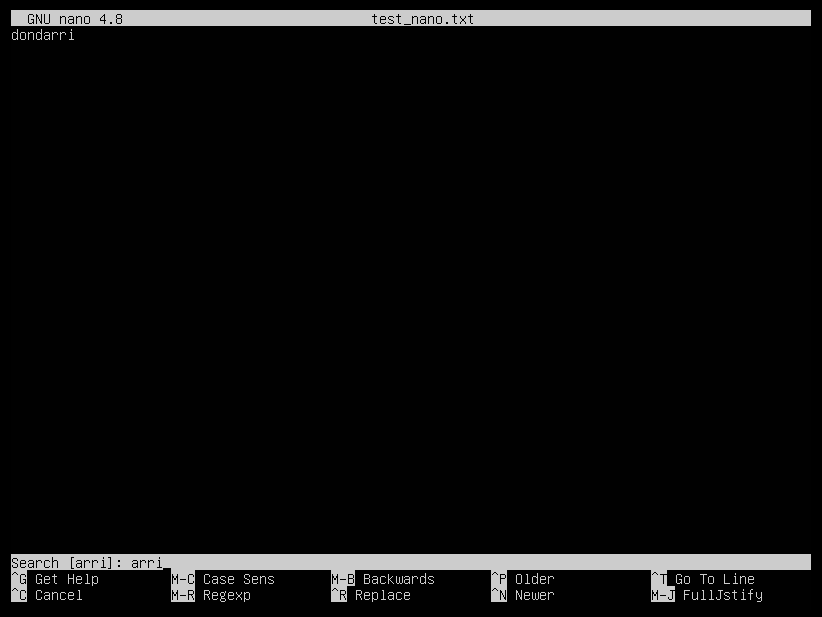 GNU nano 4.8 test_nano.txt
dondarri
Search [arri]: arri
^G Get Help M-C Case Sens M-B Backwards ^P Older ^T Go To Line
^C Cancel M-R Regexp ^R Replace ^N Newer M-J FullJstify